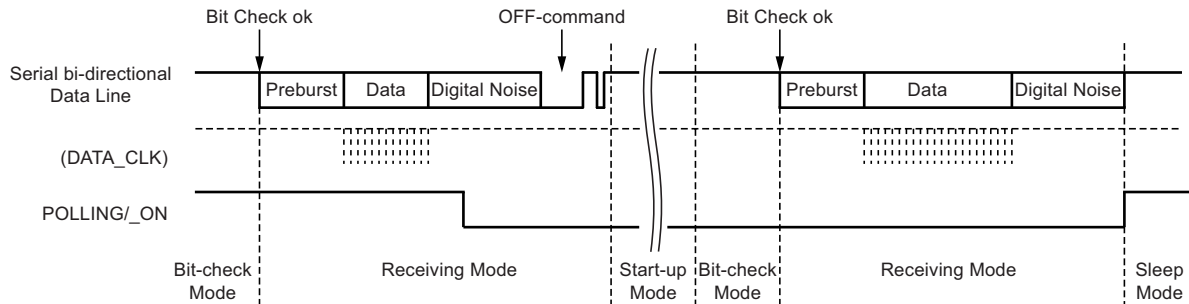 Bit Check ok
OFF-command
Bit Check ok
Serial bi-directional
Data Line
Preburst
Data
Digital Noise
Preburst
Data
Digital Noise
(DATA_CLK)
POLLING/_ON
Bit-check
Mode
Receiving Mode
Start-up
Mode
Bit-check
Mode
Receiving Mode
Sleep
Mode